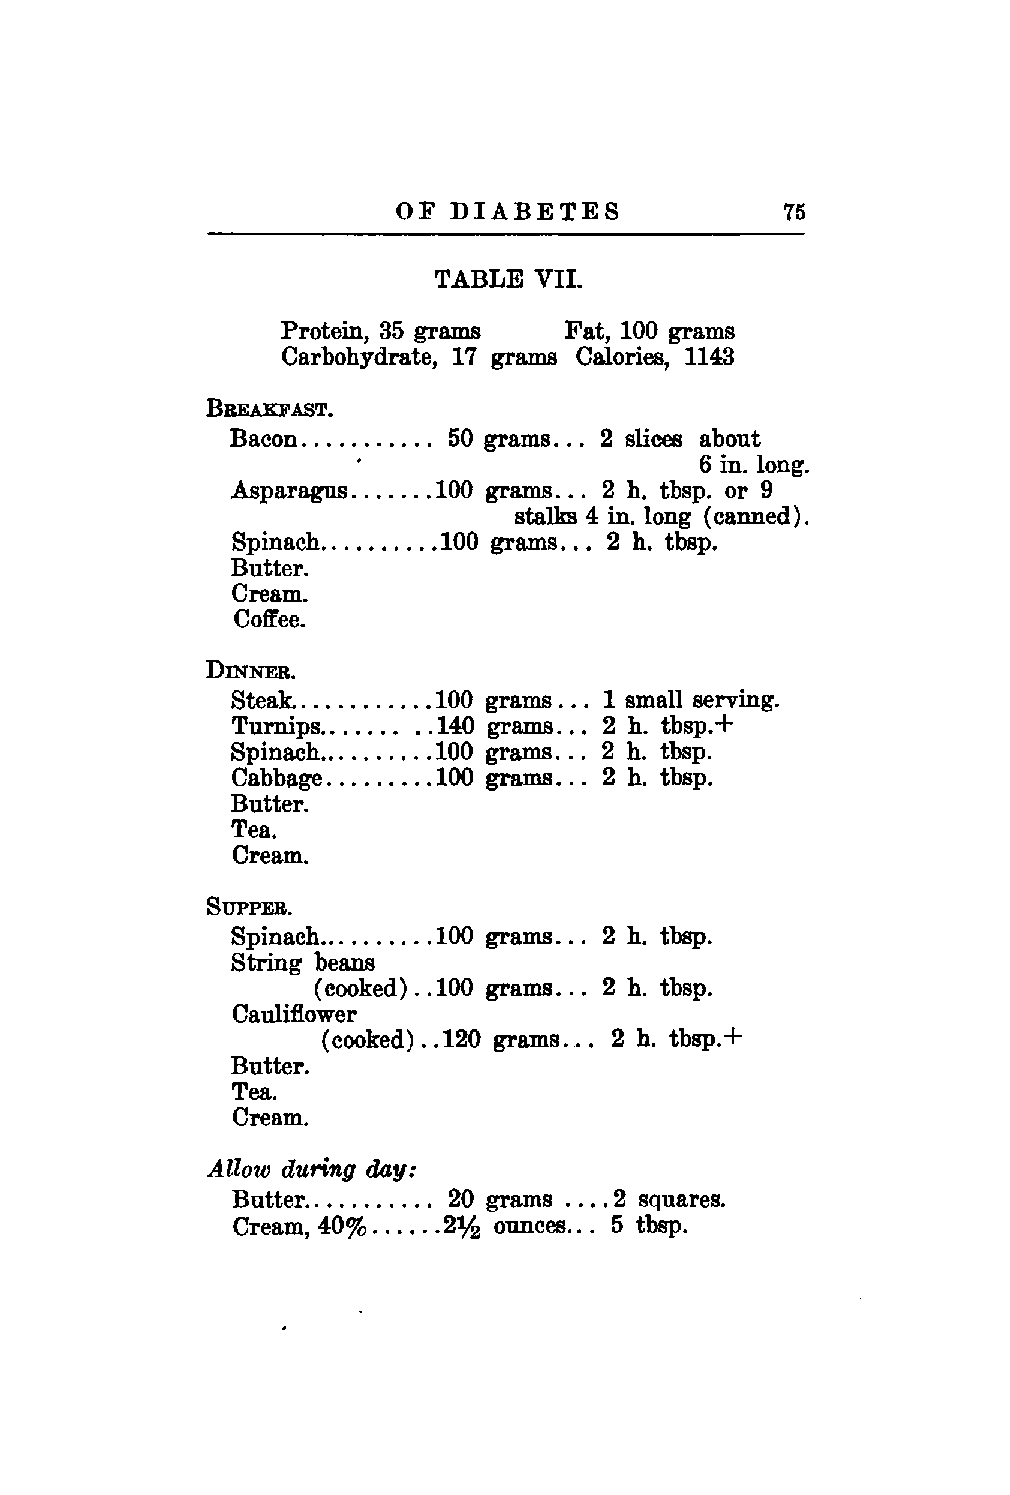 OF DIABETES 75
TABLE VII.
Protein, 35 grams Fat, 100 grams
Carbohydrate, 17 grams Calories, 1143
BREAKFAST.
Bacon........... 50 grams... 2 slices about
6 in. long.
Asparagus.......100 grams... 2 h. tbsp. or 9
stalks 4 in. long (canned).
Spinach..........100 grams... 2 h. tbsp.
Butter.
Cream.
Coffee.
DINNER.
Steak............100 grams... 1 small serving.
Turnips....... ..140 grams... 2 h. tbsp.+
Spinach..........100 grams... 2 h. tbsp.
Cabbage.........100 grams... 2 h. tbsp.
Butter.
Tea.
Cream.
SUPPER.
Spinach..........100 grams... 2 h. tbsp.
String beans
(cooked)..100 grams... 2 h. tbsp.
Cauliflower
(cooked)..120 grams... 2 h. tbsp.+
Butter.
Tea.
Cream.
Allow during day:
Butter........... 20 grams ....2 squares.
Cream, 40%......2½ ounces... 5 tbsp.